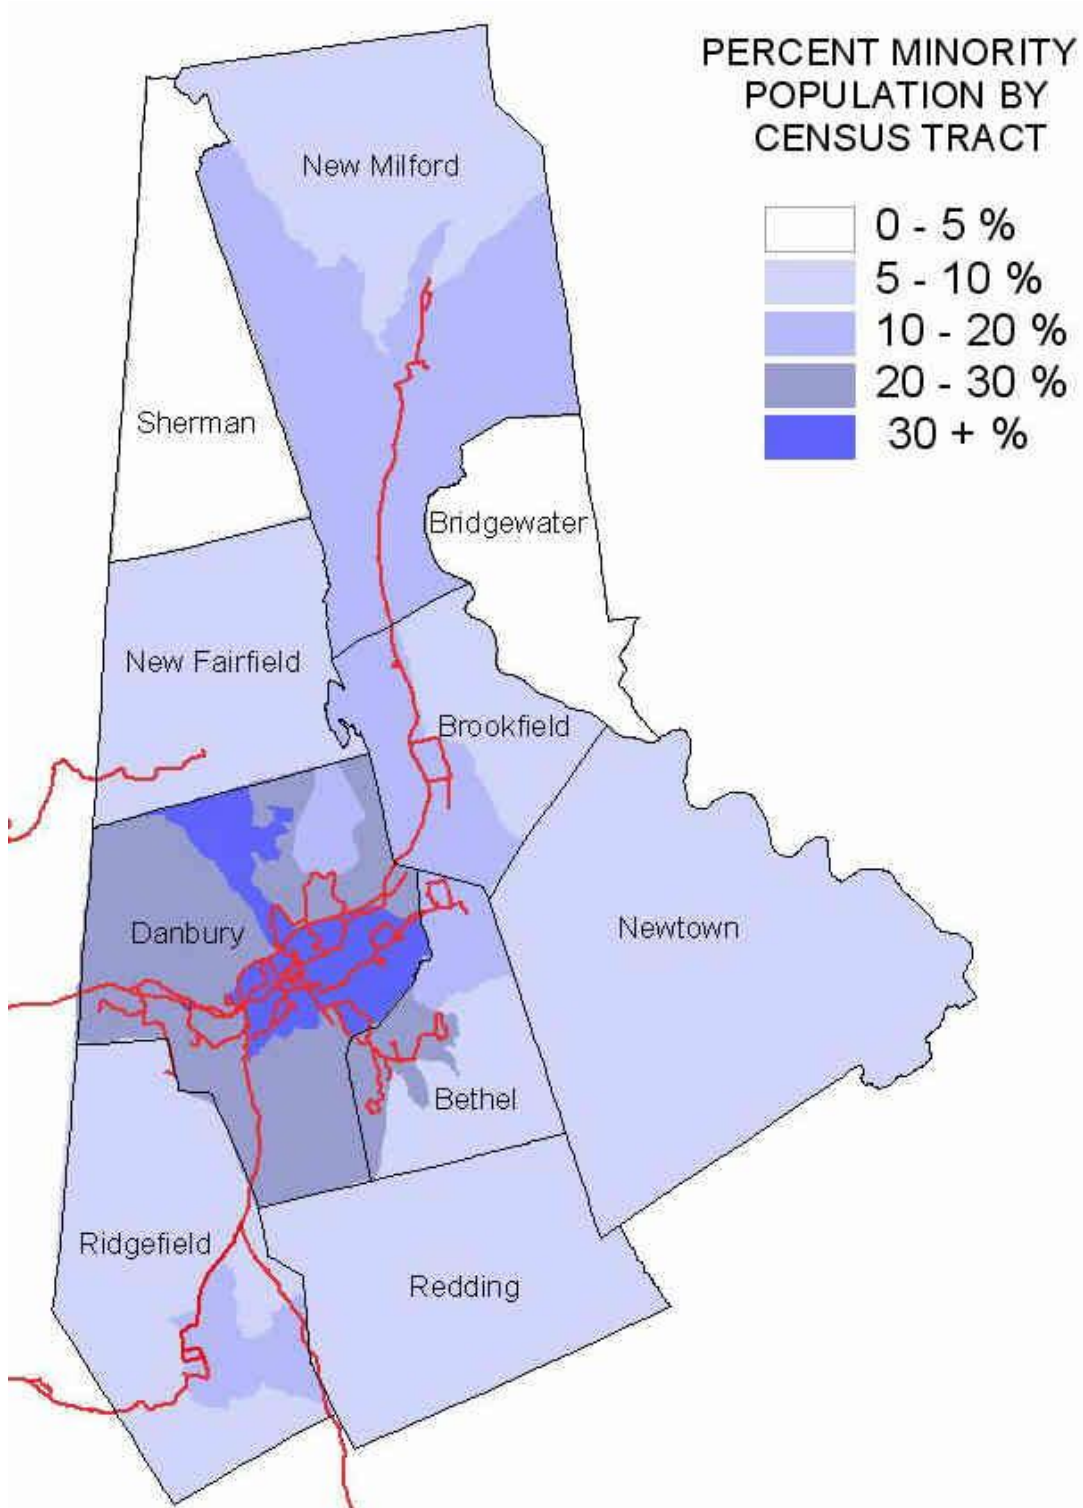 PERCENT MINORITY
POPULATION BY
CENSUS TRACT
0 - 5 %
5 - 10 %
10 - 20 %
20 - 30 %
30 + %
New Milford
Sherman
Bridgewater
New Fairfield
Brookfield
Danbury
Newtown
Bethel
Ridgefield
Redding